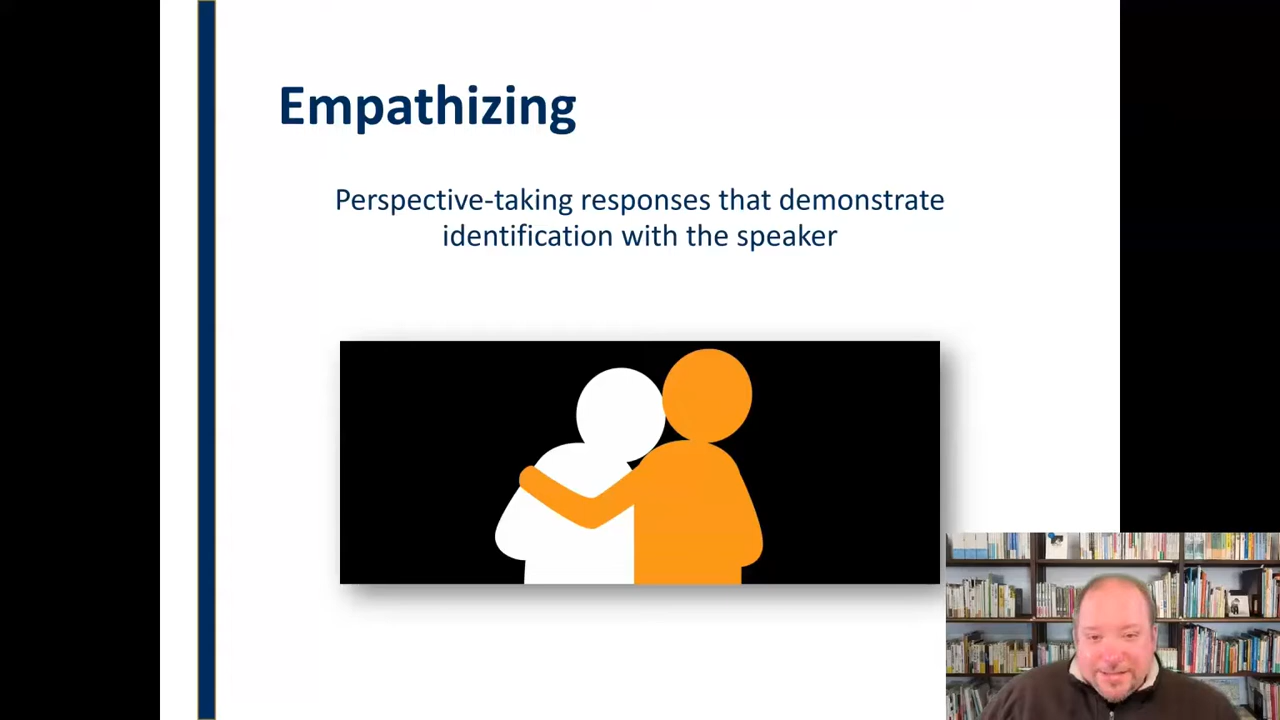 Empathizing
Perspective-taking responses that demonstrate
identification with the speaker